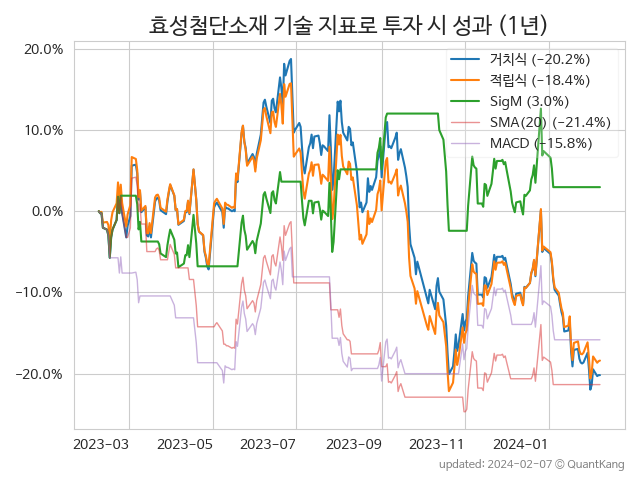 효성첨단소재 기술 지표로 투자 시 성과 (1년)
20.0%
10.0%
0.0%
−10.0%
−20.0%
거치식 (−20.2%)
적립식 (−18.4%)
SigM (3.0%)
SMA(20) (−21.4%)
MACD (−15.8%)
2023−03
2023−05
2023−07
2023−09
2023−11
2024−01
updated: 2024-02-07 © QuantKang